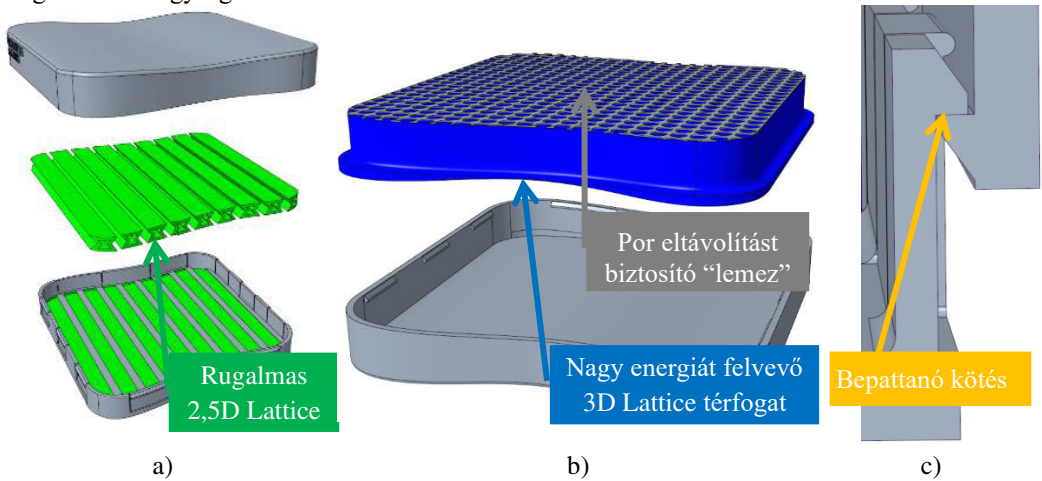 Rugalmas
2,5D Lattice
Por eltávolítást
biztosító “lemez”
Nagy energiát felvevő
3D Lattice térfogat
Bepattanó kötés
a)
b)
c)